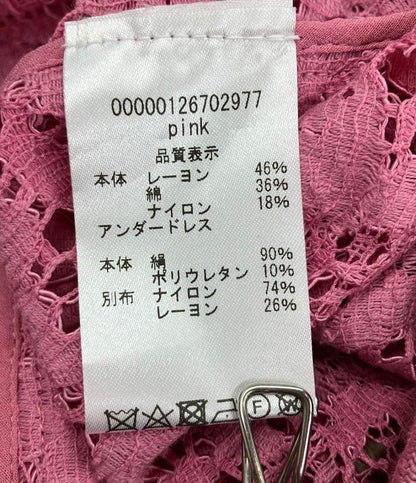 00000126702977
pink
品質表示
本体 レーヨン 46%
綿 36%
ナイロン 18%
アンダードレス
本体 絹 90%
ポリウレタン 10%
別布 ナイロン 74%
レーヨン 26%
F W